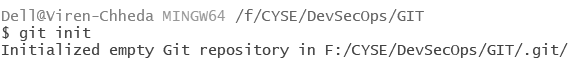 Dell@Viren-Chheda MINGW64 /f/CYSE/DevSecOps/GIT
$ git init
Initialized empty Git repository in F:/CYSE/DevSecOps/GIT/.git/